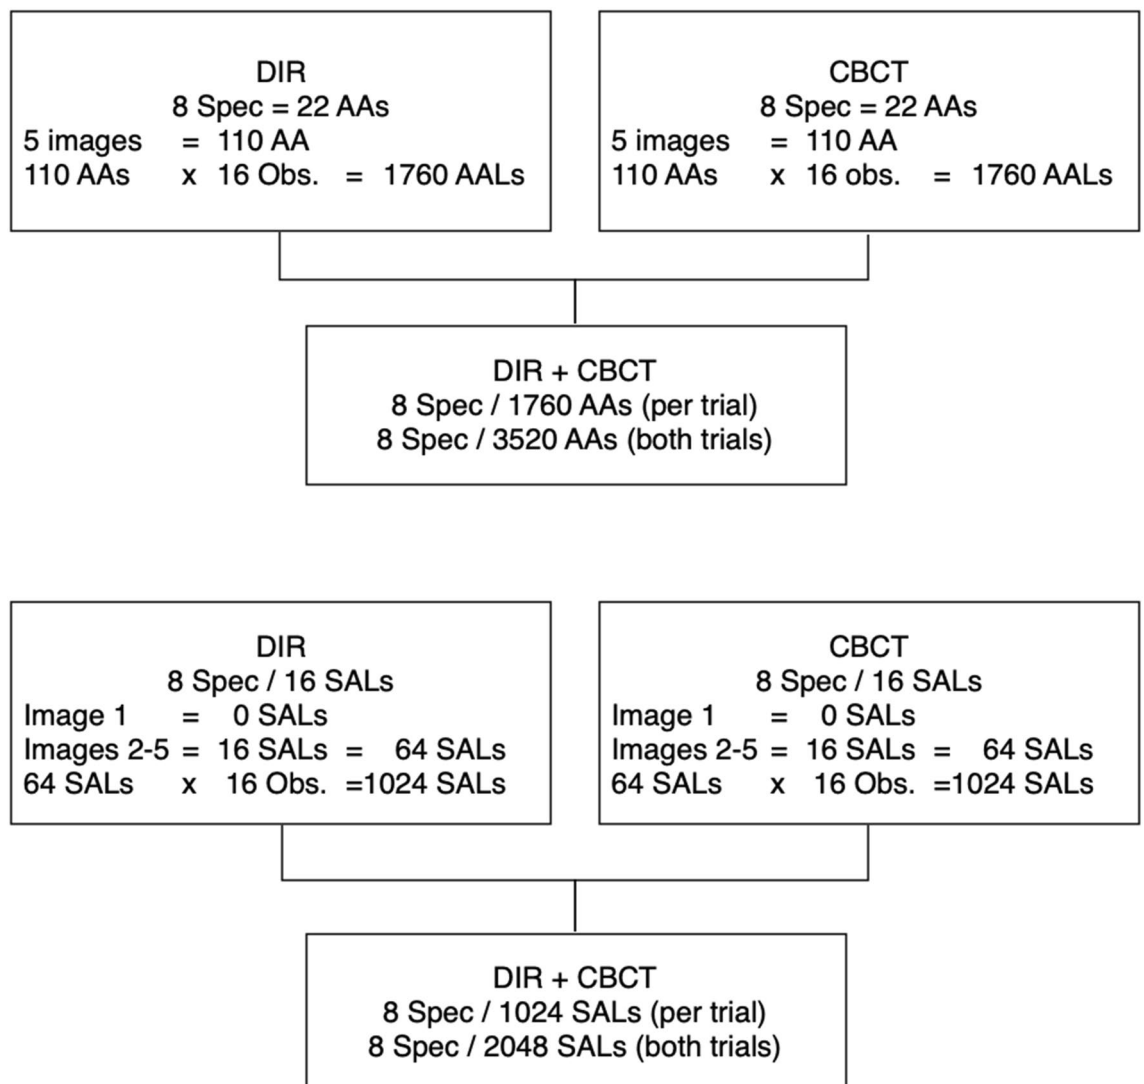 DIR
8 Spec = 22 AAs
5 images = 110 AA
110 AAs x 16 Obs. = 1760 AALs
CBCT
8 Spec = 22 AAs
5 images = 110 AA
110 AAs x 16 obs. = 1760 AALs
DIR + CBCT
8 Spec / 1760 AAs (per trial)
8 Spec / 3520 AAs (both trials)
DIR
8 Spec / 16 SALs
Image 1 = 0 SALs
Images 2-5 = 16 SALs = 64 SALs
64 SALs x 16 Obs. =1024 SALs
CBCT
8 Spec / 16 SALs
Image 1 = 0 SALs
Images 2-5 = 16 SALs = 64 SALs
64 SALs x 16 Obs. =1024 SALs
DIR + CBCT
8 Spec / 1024 SALs (per trial)
8 Spec / 2048 SALs (both trials)